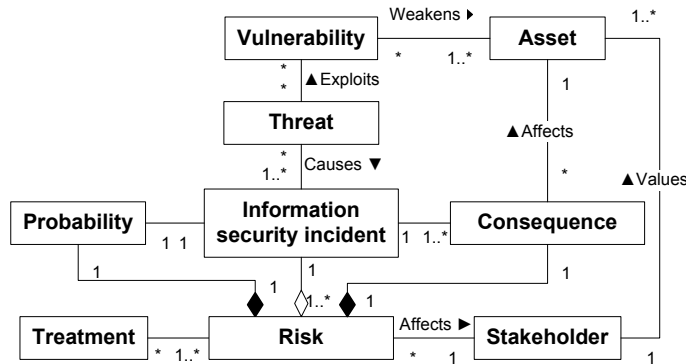 Weakens ▶
1..*
Vulnerability
Asset
*
*
1..*
1
▲Exploits
*
Threat
▲Affects
*
Causes ▼
1..*
*
▲Values
Probability
Information
security incident
Consequence
1 1
1 1..*
1
1
1
1..*
1
1
Treatment
Risk
Affects ▶
Stakeholder
* 1..*
* 1
1